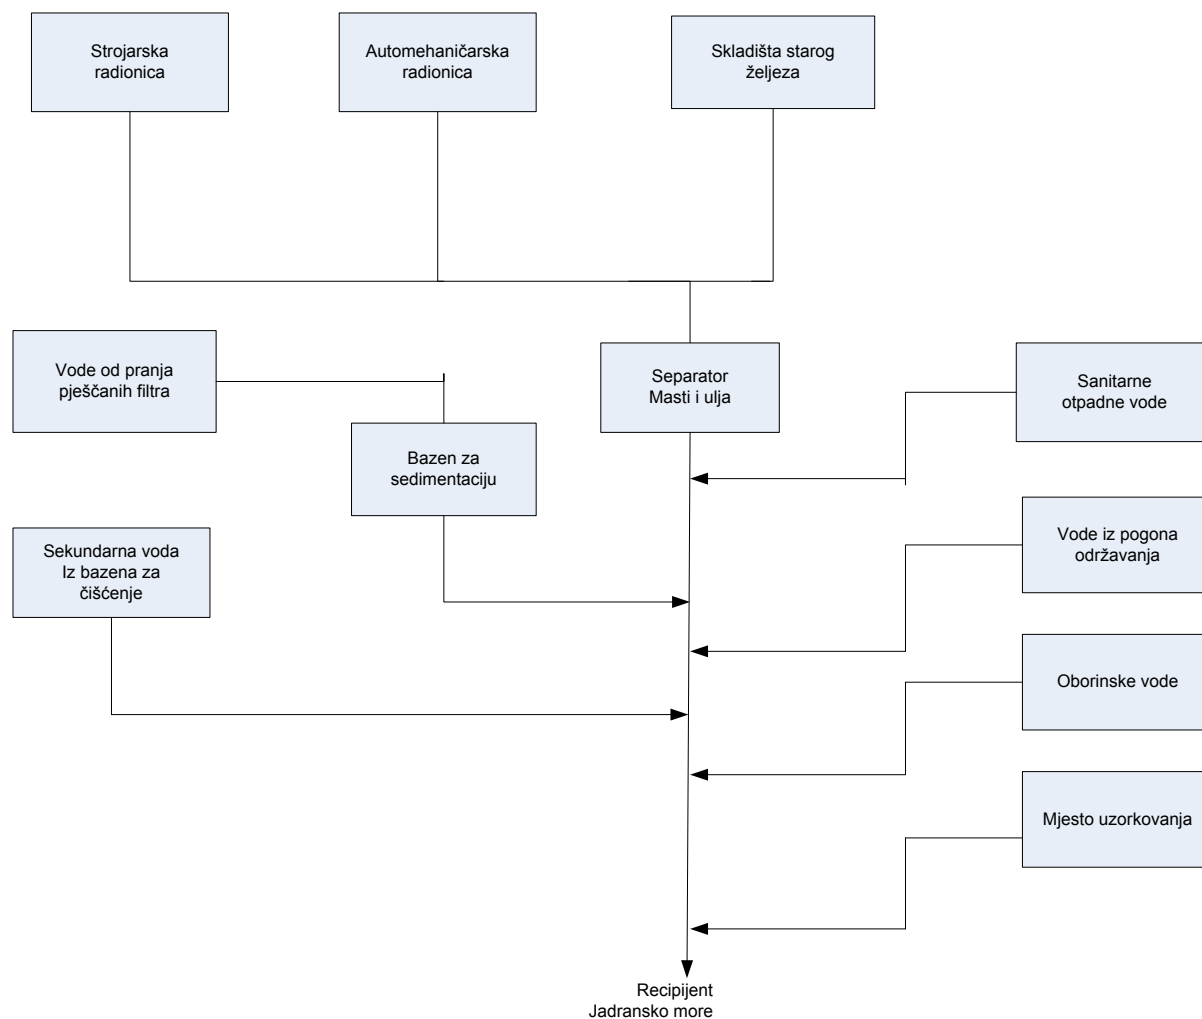 Strojarska
radionica
Automehaničarska
radionica
Skladišta starog
željeza
Vode od pranja
pješčanih filtra
Separator
Masti i ulja
Sanitarne
otpadne vode
Bazen za
sedimentaciju
Sekundarna voda
Iz bazena za
čišćenje
Vode iz pogona
održavanja
Oborinske vode
Mjesto uzorkovanja
Recipijent
Jadransko more